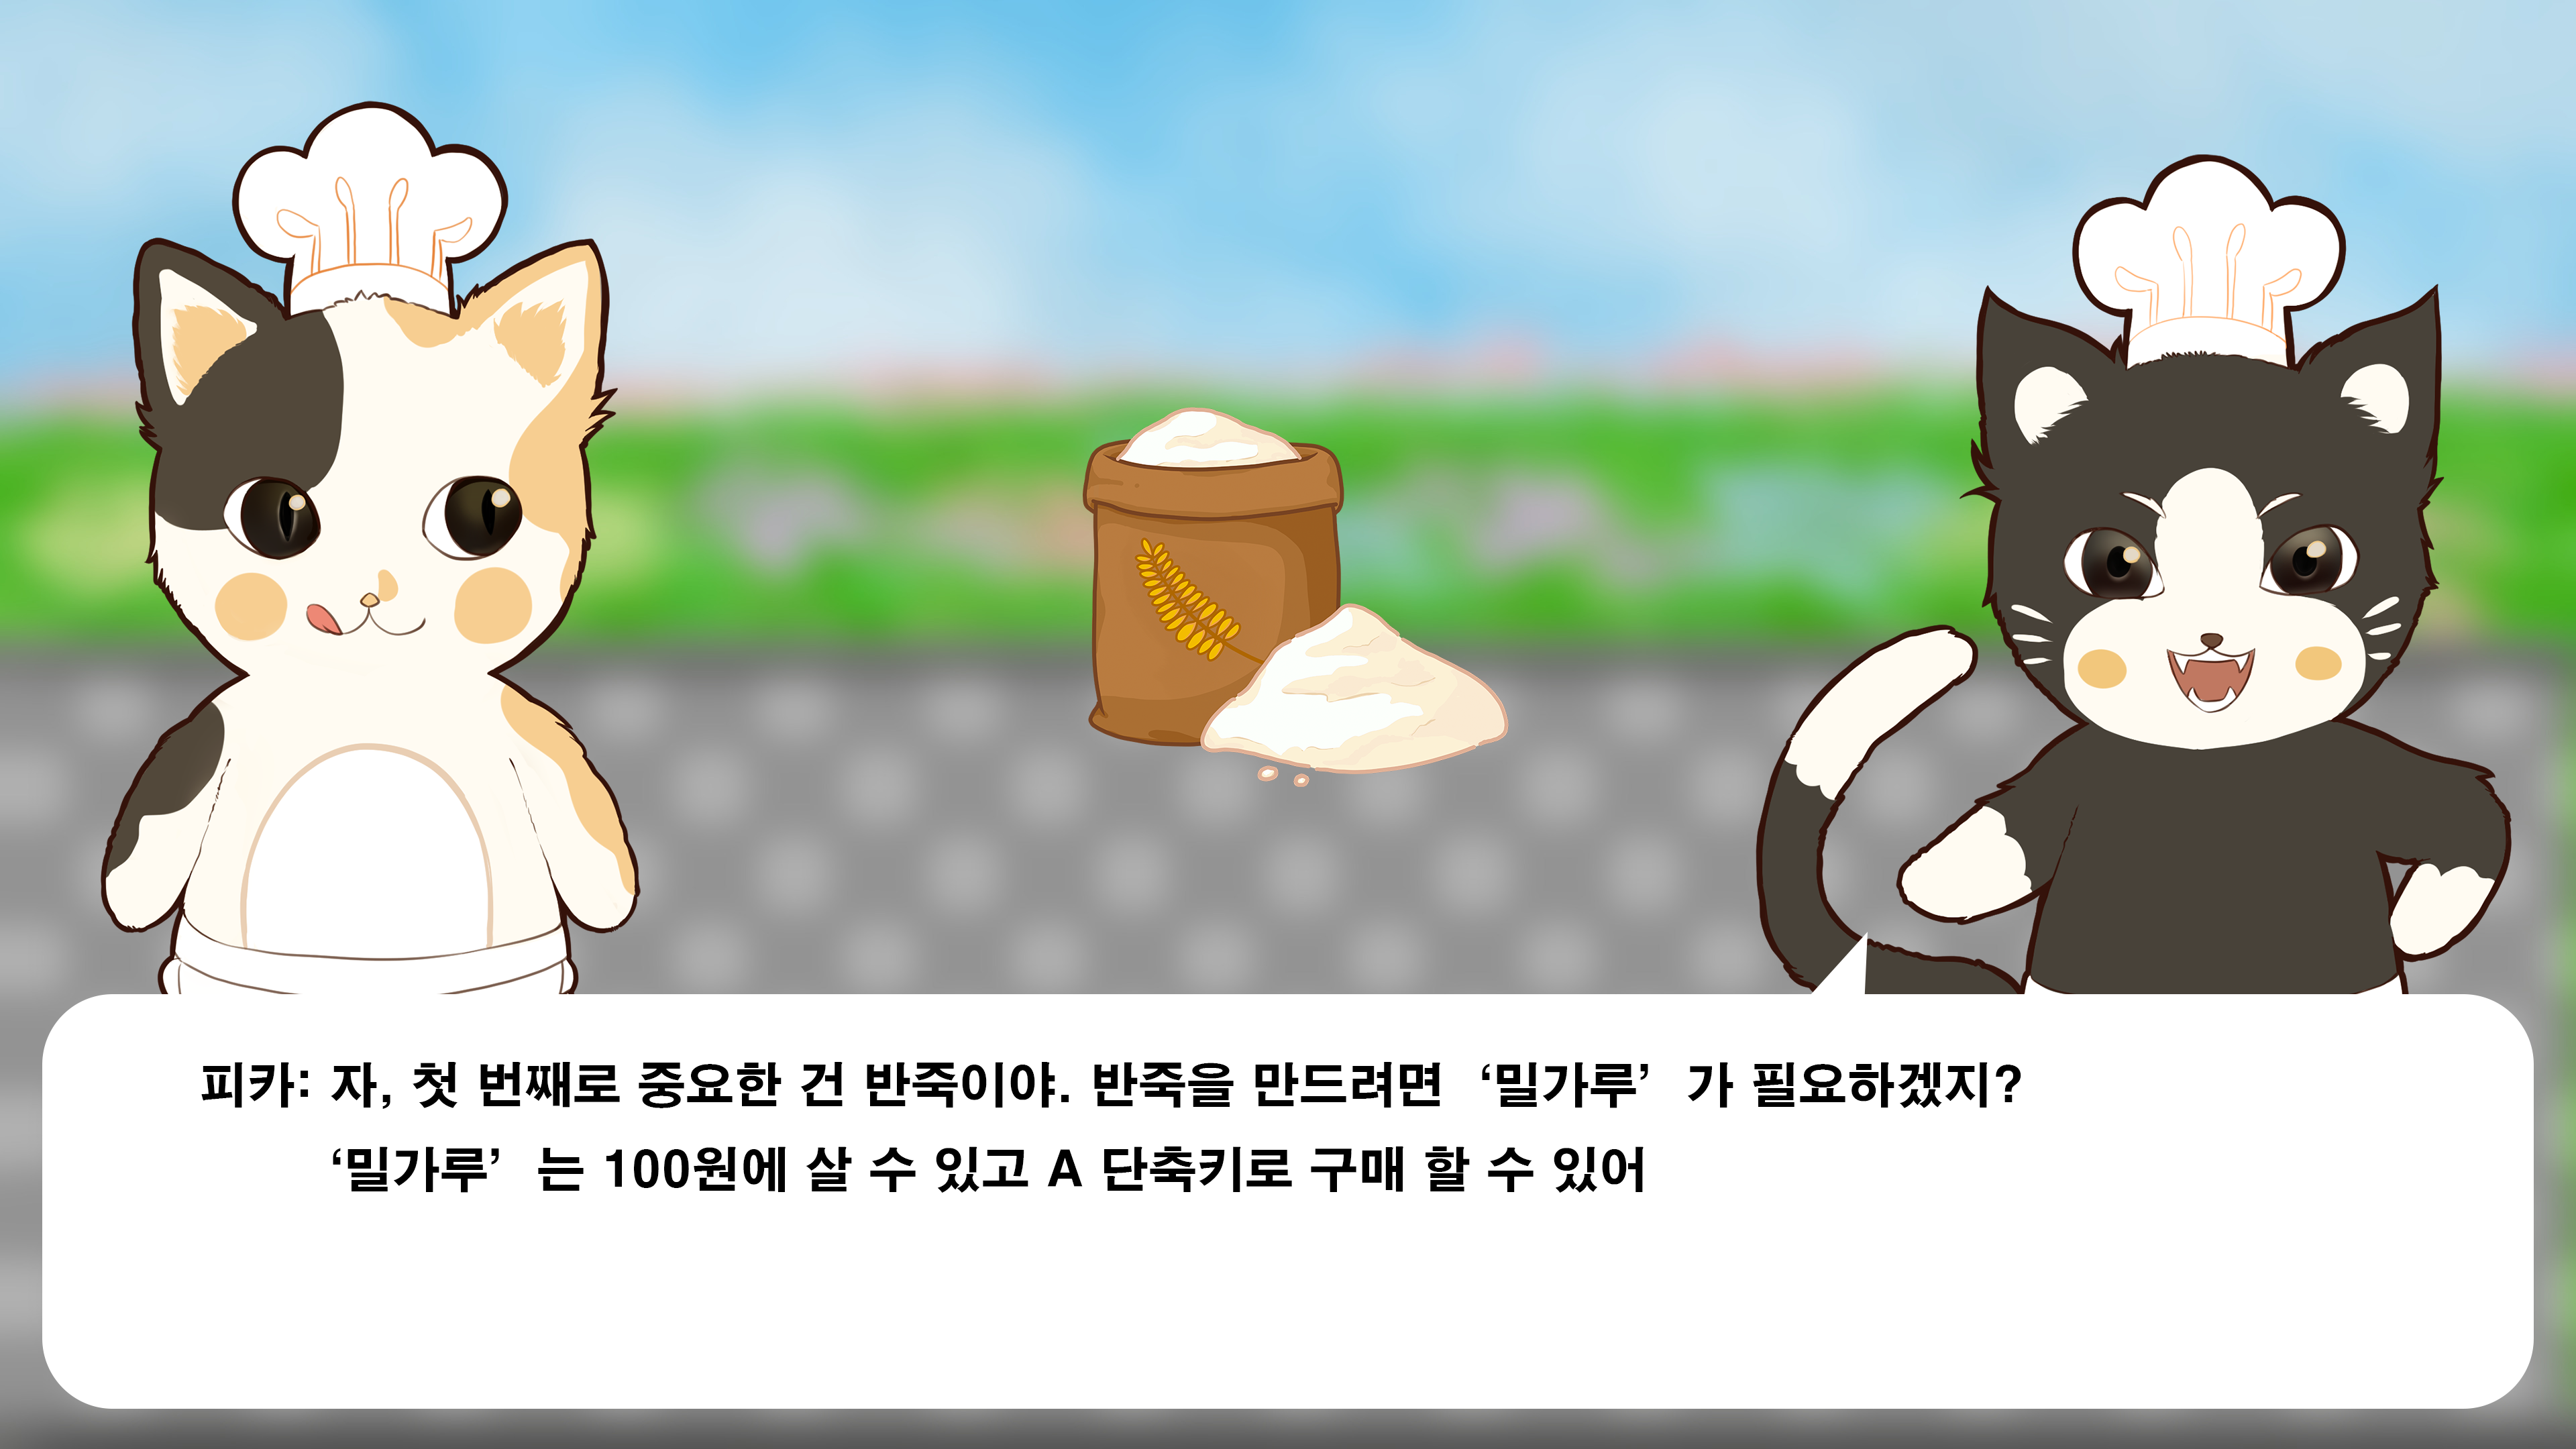 피카: 자, 첫 번째로 중요한 건 반죽이야. 반죽을 만드려면 ‘밀가루’ 가 필요하겠지?
‘밀가루’ 는 100원에 살 수 있고 A 단축키로 구매 할 수 있어